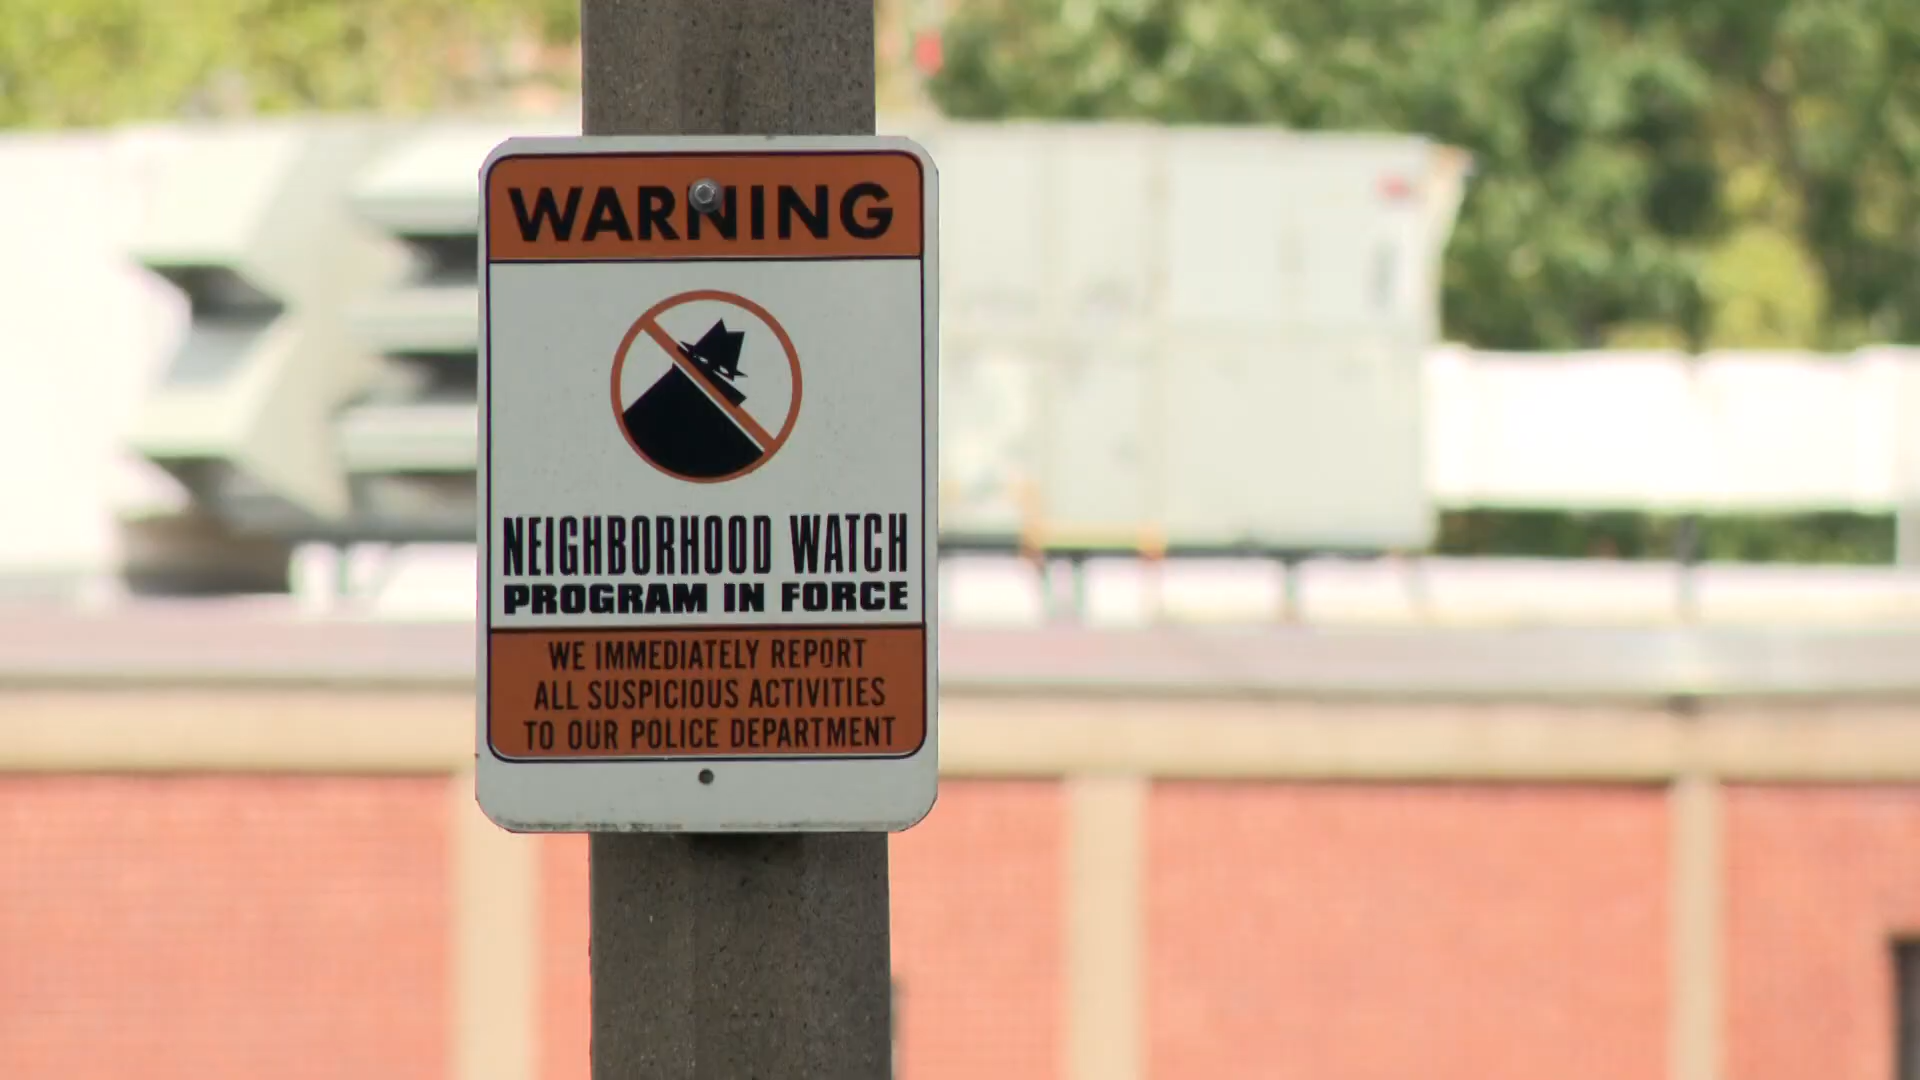 WARNING
NEIGHBORHOOD WATCH
PROGRAM IN FORCE
WE IMMEDIATELY REPORT
ALL SUSPICIOUS ACTIVITIES
TO OUR POLICE DEPARTMENT